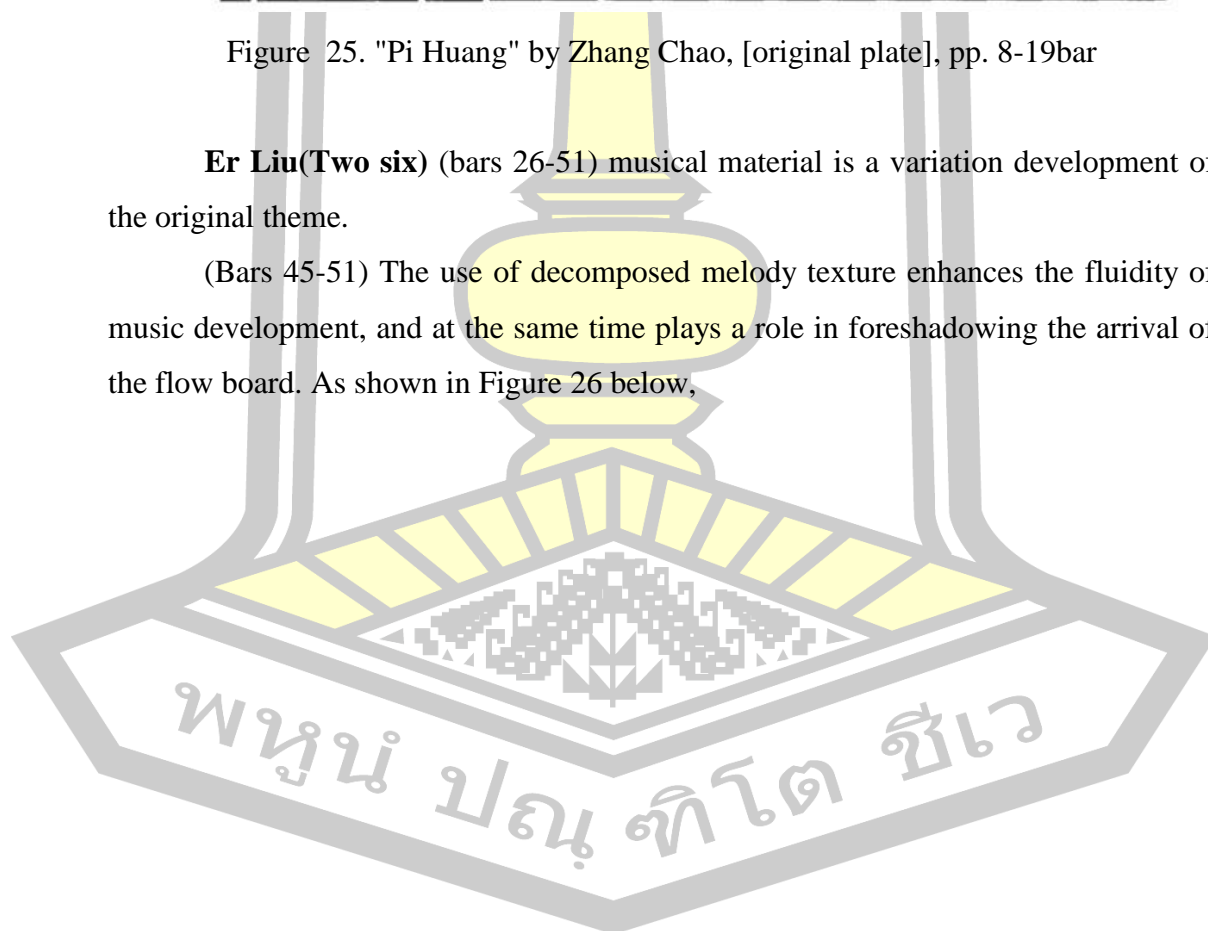 Figure 25. "Pi Huang" by Zhang Chao, [original plate], pp. 8-19bar
Er Liu(Two six) (bars 26-51) musical material is a variation development of
the original theme.
(Bars 45-51) The use of decomposed melody texture enhances the fluidity of
music development, and at the same time plays a role in foreshadowing the arrival of
the flow board. As shown in Figure 26 below,
พหูนํ ปณฺฑิโต ชีเว